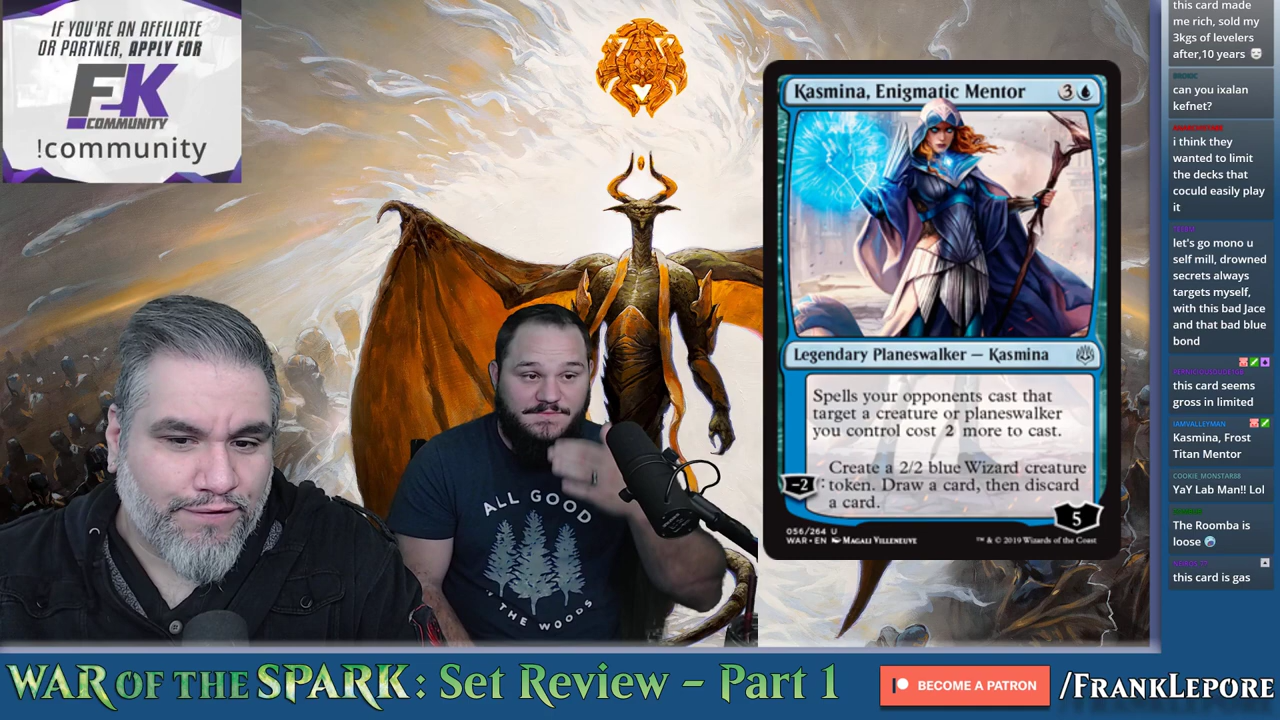 IF YOU'RE AN AFFILIATE
OR PARTNER, APPLY FOR
FK
COMMUNITY
!community
Kasmina, Enigmatic Mentor 3
Legendary Planeswalker — Kasmina
Spells your opponents cast that
target a creature or planeswalker
you control cost 2 more to cast.
-2 : Create a 2/2 blue Wizard creature
token. Draw a card, then discard
a card.
5
056/264 U
WAR • EN MAGALI VILLENEUVE ™ & © 2019 Wizards of the Coast
ALL GOOD
THE WOODS
this card made
me rich, sold my
3kgs of levelers
after,10 years
can you ixalan
kefnet?
i think they
wanted to limit
the decks that
coculd easily play
it
let's go mono u
self mill, drowned
secrets always
targets myself,
with this bad Jace
and that bad blue
bond
this card seems
gross in limited
IAMVALLEYMAN
Kasmina, Frost
Titan Mentor
COOKIE_MONSTAR88
YaY Lab Man!! Lol
The Roomba is
loose
this card is gas
WAR OF THE SPARK: Set Review - Part 1
BECOME A PATRON
/FRANKLEPORE